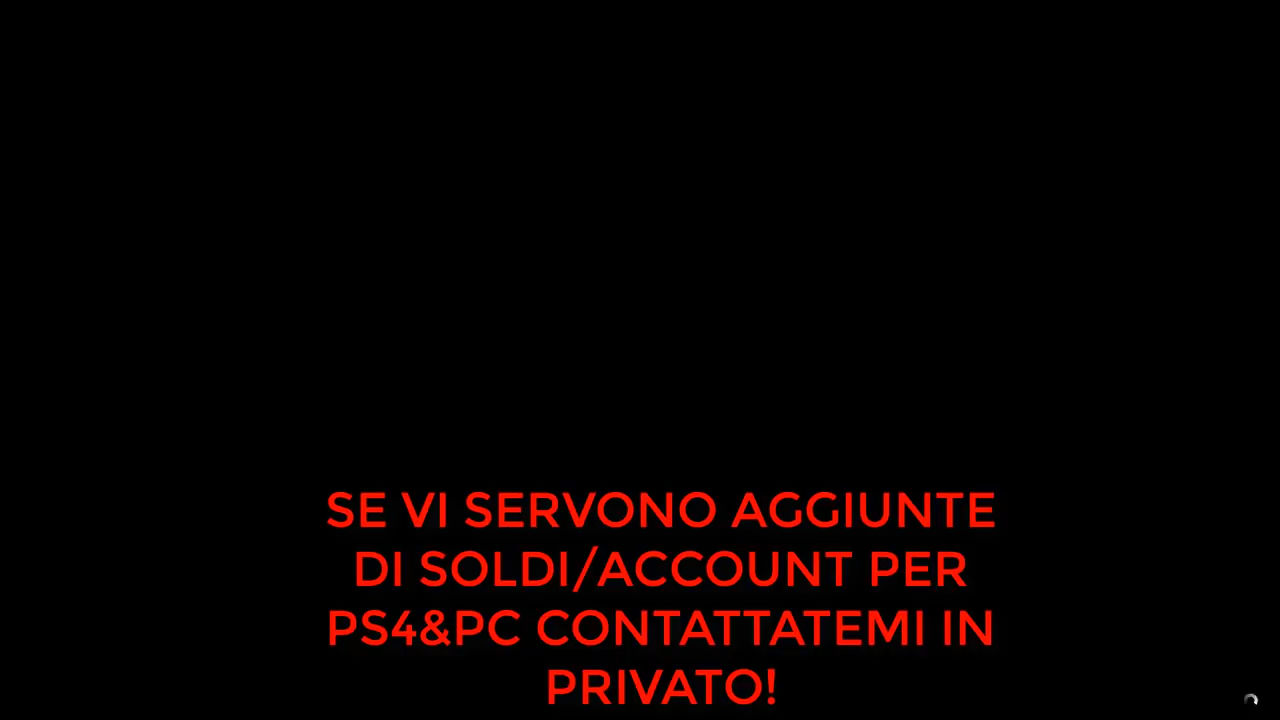 SE VI SERVONO AGGIUNTE
DI SOLDI/ACCOUNT PER
PS4&PC CONTATTATEMI IN
PRIVATO!